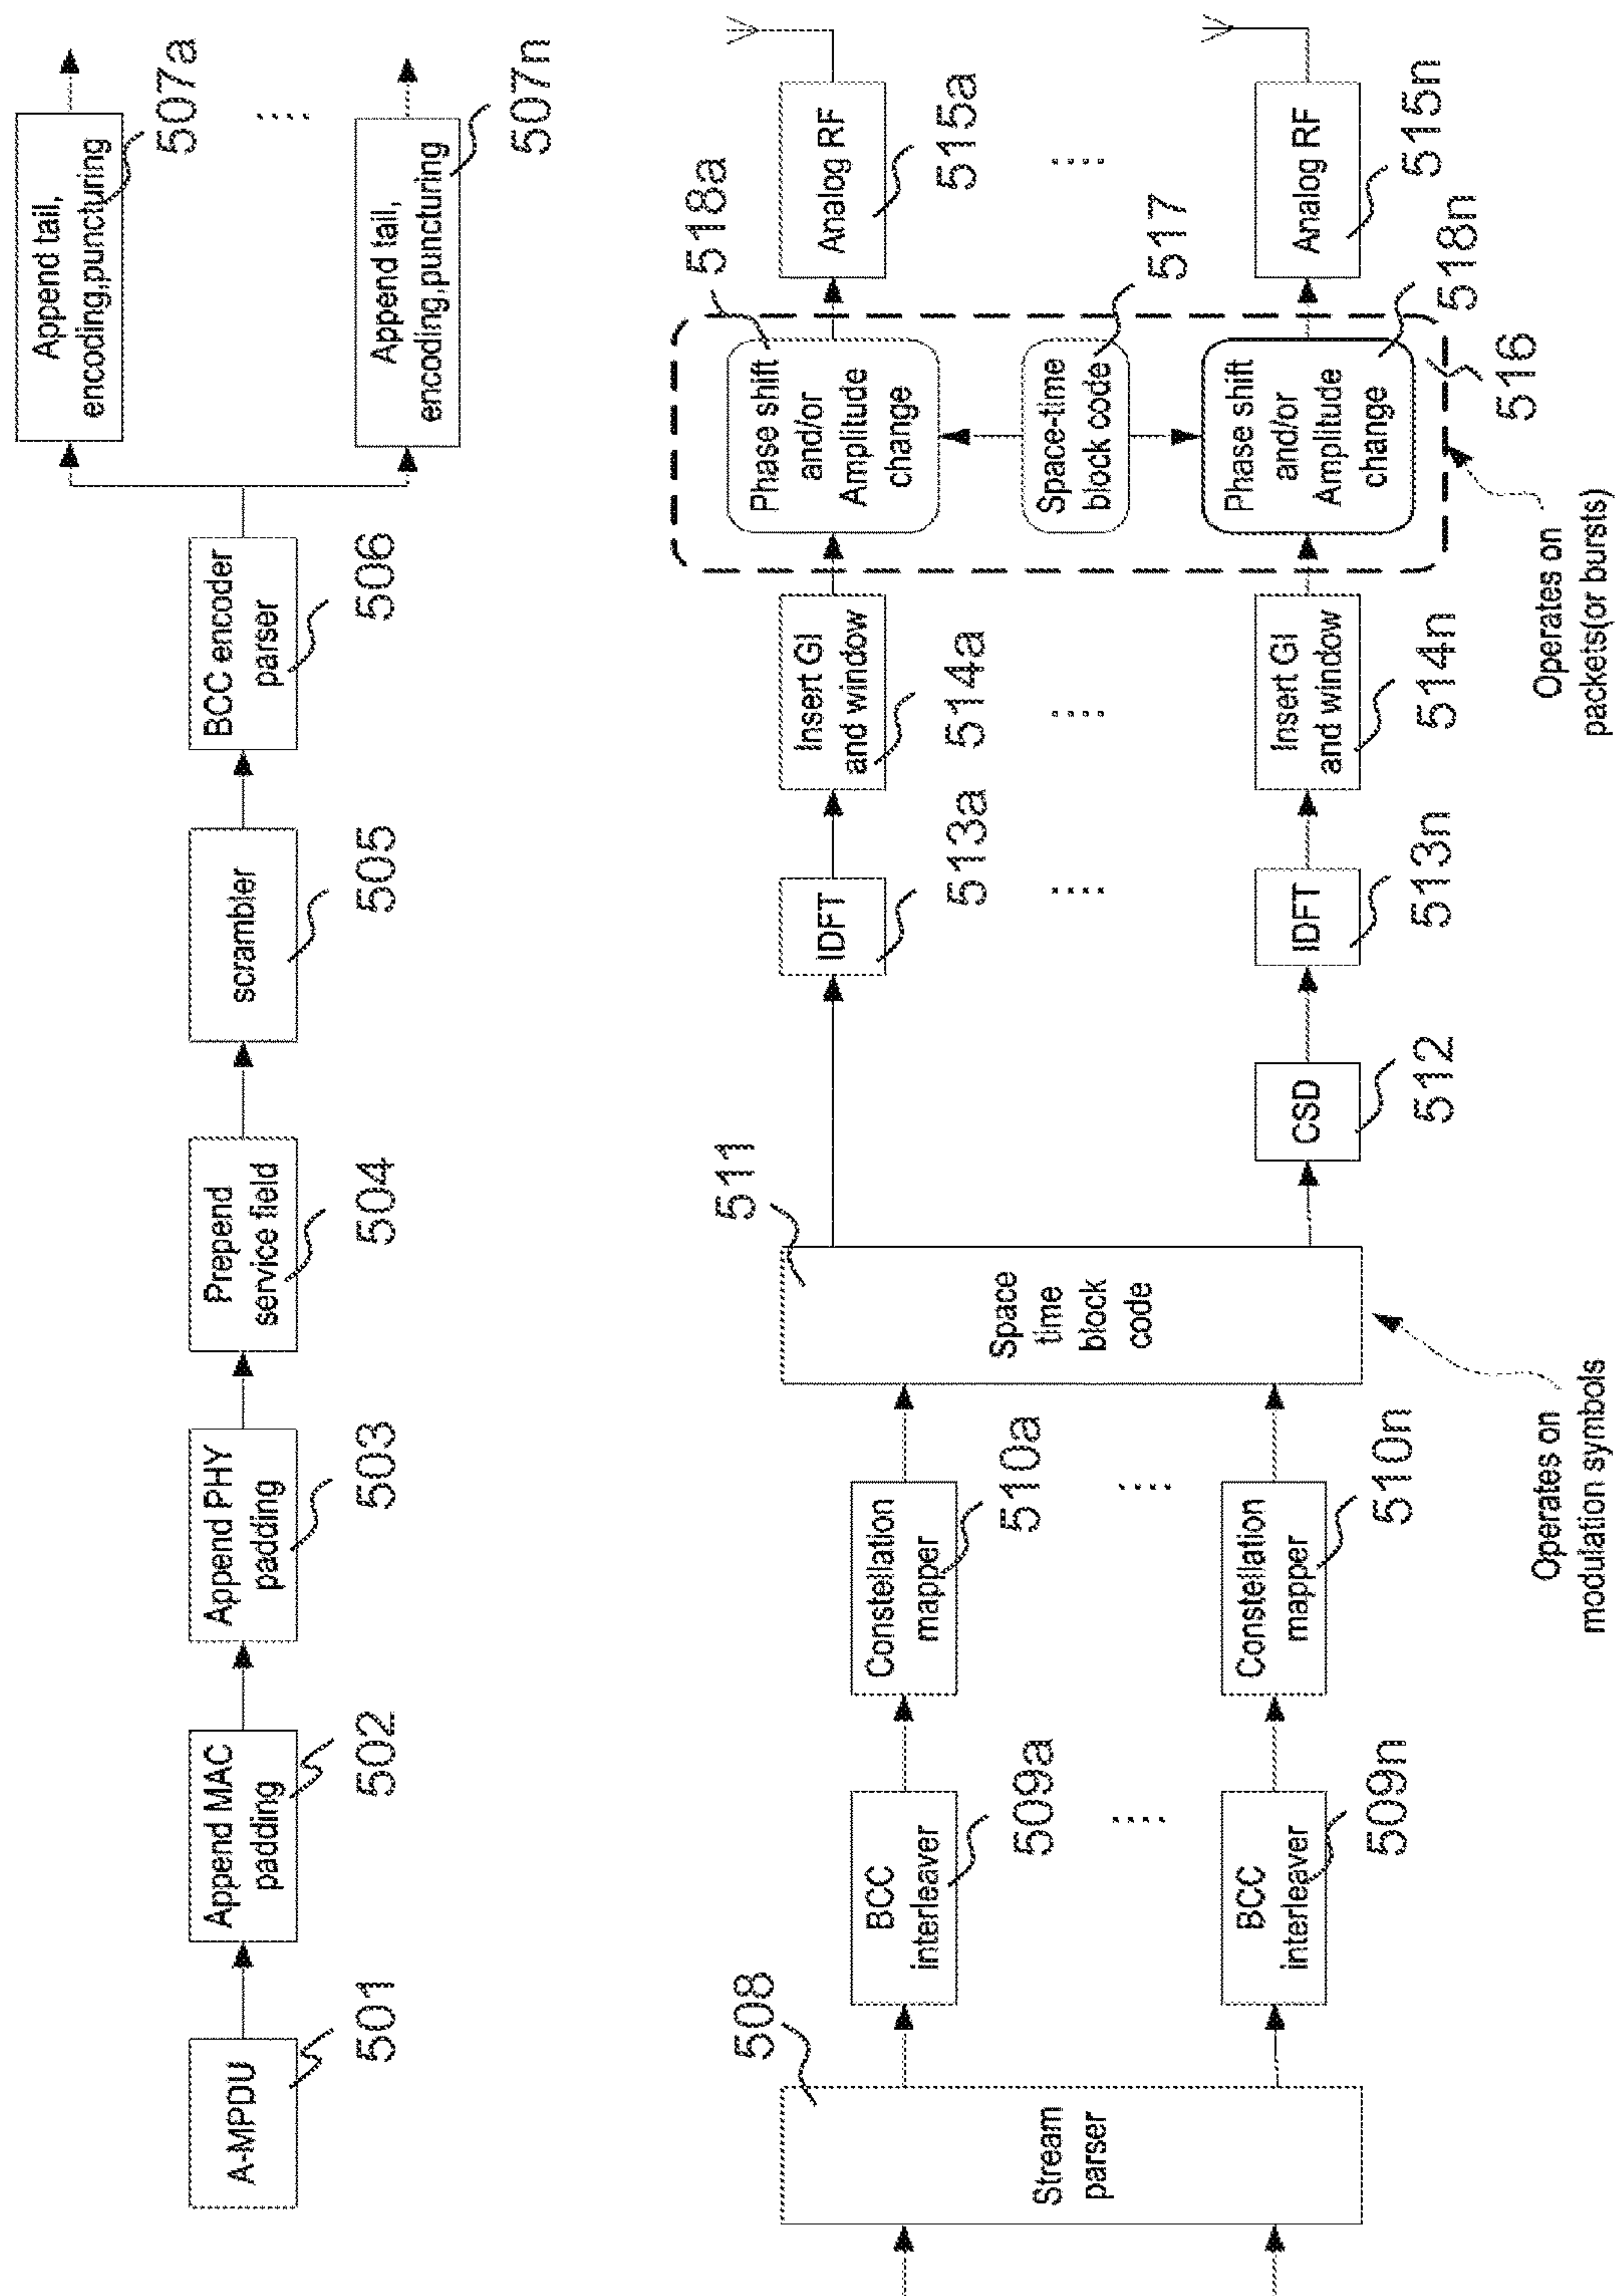 A-MPDU
501
Append MAC
padding
502
Append PHY
padding
503
Prepend
service field
504
scrambler
505
BCC encoder
parser
506
Append tail,
encoding,puncturing
507a
Append tail,
encoding,puncturing
507n
Stream
parser
508
BCC
interleaver
509a
BCC
interleaver
509n
Constellation
mapper
510a
Constellation
mapper
510n
Space
time
block
code
511
Operates on
modulation symbols
CSD
512
IDFT
513a
IDFT
513n
Insert GI
and window
514a
Insert GI
and window
514n
Phase shift
and/or
Amplitude
change
518a
Space-time
block code
517
Phase shift
and/or
Amplitude
change
518n
516
Operates on
packets(or bursts)
Analog RF
515a
Analog RF
515n